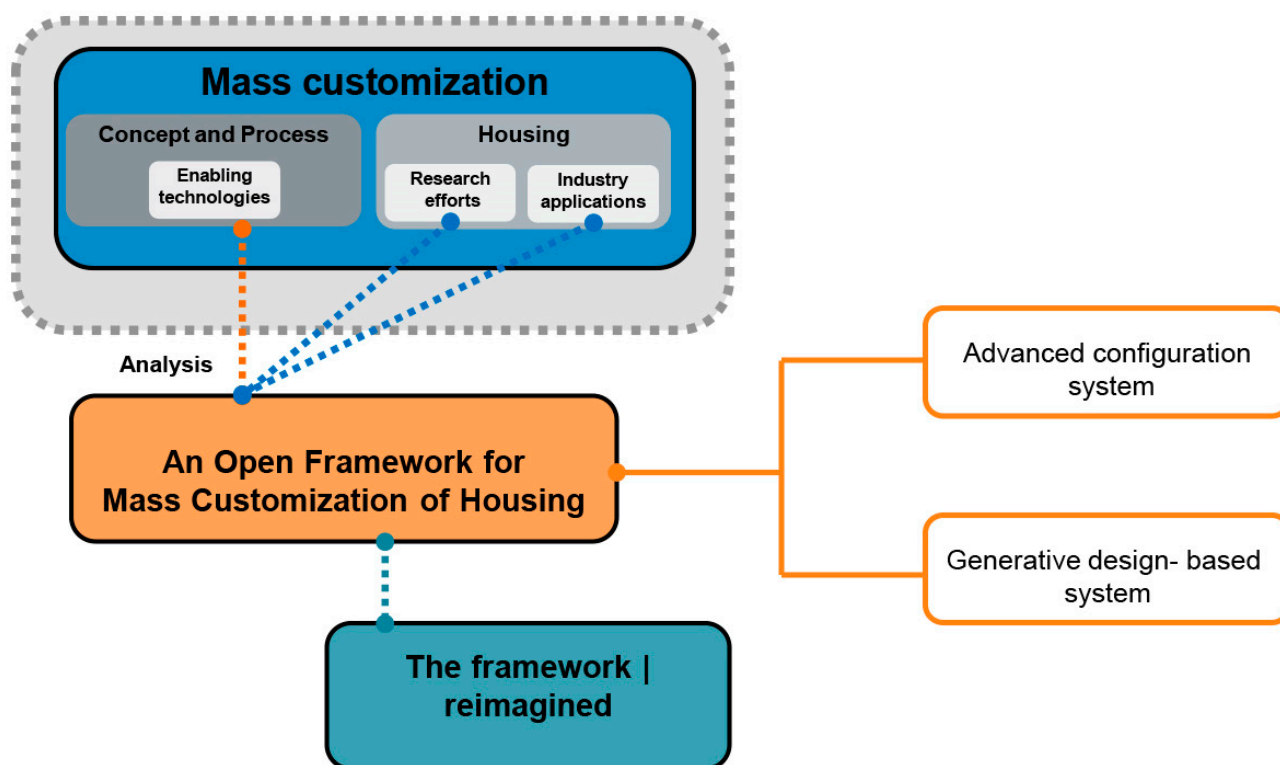 Mass customization
Concept and Process
Enabling
technologies
Housing
Research
efforts
Industry
applications
Analysis
An Open Framework for
Mass Customization of Housing
Advanced configuration
system
Generative design- based
system
The framework |
reimagined